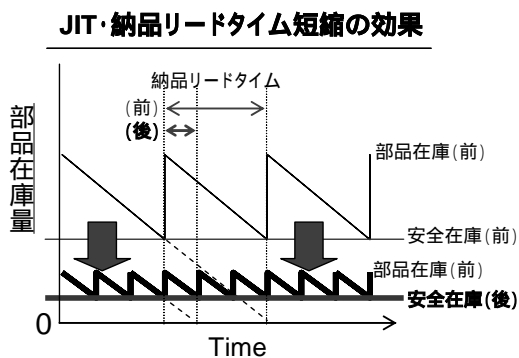 JIT･納品リードタイム短縮の効果
納品リードタイム
(前)
(後)
部品在庫量
部品在庫(前)
安全在庫(前)
部品在庫(前)
安全在庫(後)
0
Time